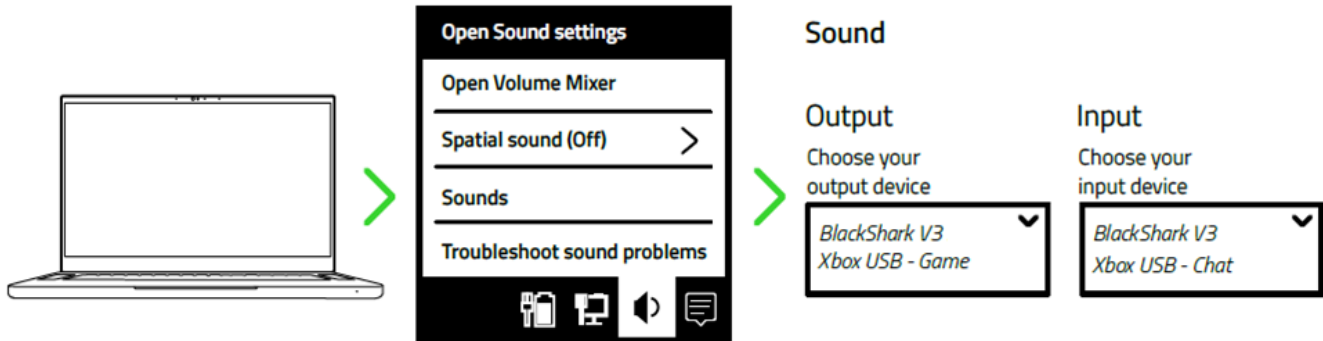 Open Sound settings
Open Volume Mixer
Spatial sound (Off)
Sounds
Troubleshoot sound problems
Sound
Output
Choose your
output device
BlackShark V3
Xbox USB - Game
Input
Choose your
input device
BlackShark V3
Xbox USB - Chat